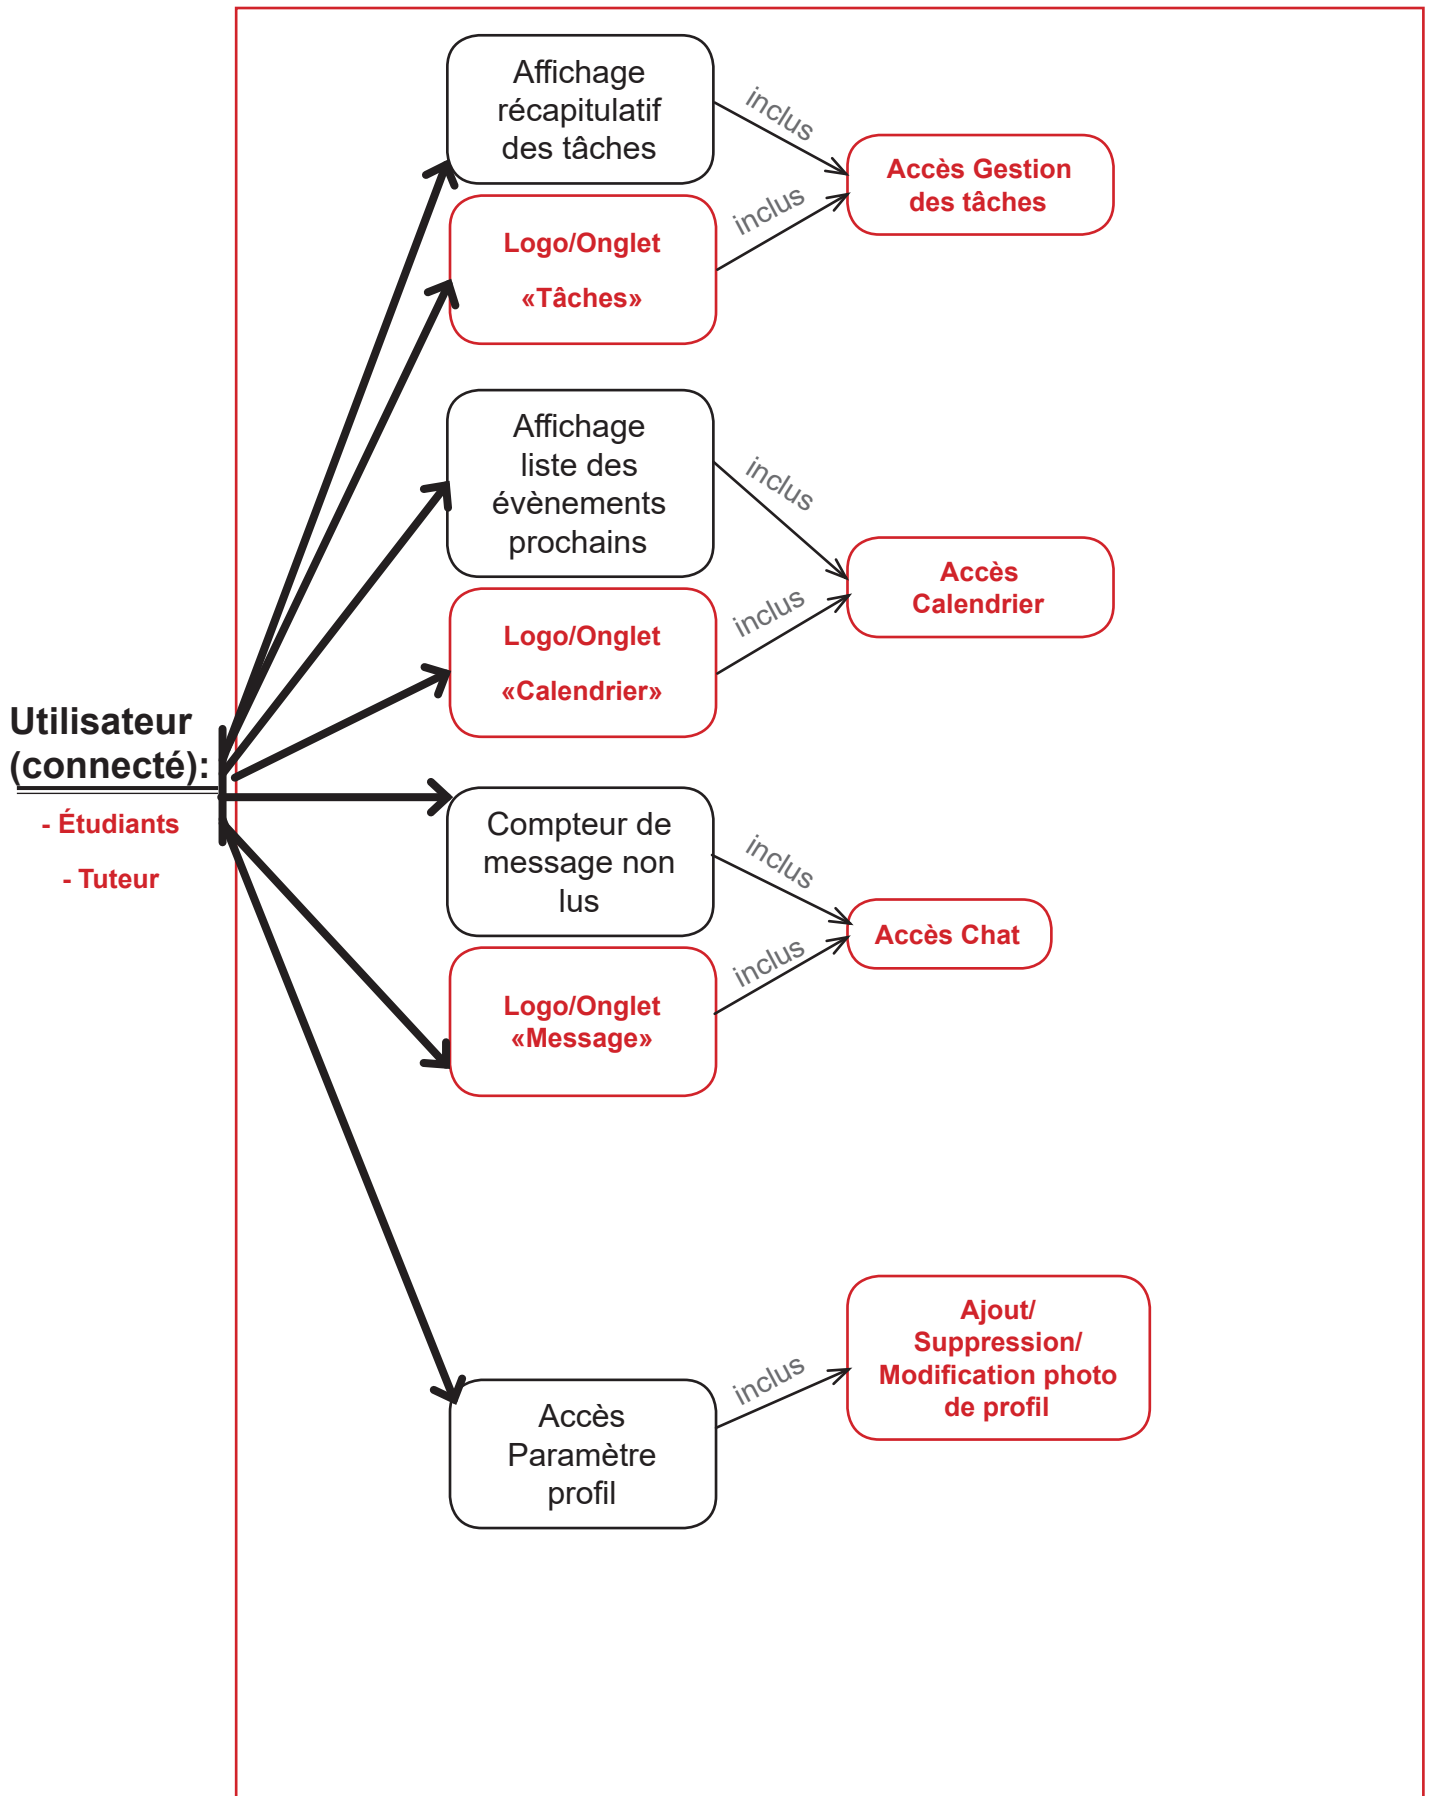 Affichage
récapitulatif
des tâches
inclus
Accès Gestion
des tâches
Logo/Onglet
«Tâches»
inclus
Affichage
liste des
évènements
prochains
inclus
Accès
Calendrier
Logo/Onglet
«Calendrier»
inclus
Utilisateur
(connecté):
- Étudiants
- Tuteur
Compteur de
message non
lus
inclus
Accès Chat
Logo/Onglet
«Message»
inclus
Accès
Paramètre
profil
inclus
Ajout/
Suppression/
Modification photo
de profil